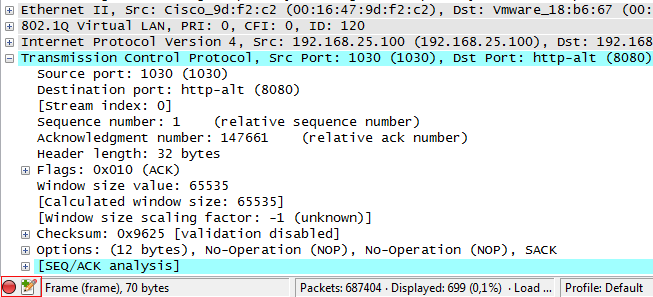 Ethernet II, Src: Cisco_9d:f2:c2 (00:16:47:9d:f2:c2), Dst: Vmware_18:b6:67 (00:
802.1Q Virtual LAN, PRI: 0, CFI: 0, ID: 120
Internet Protocol Version 4, Src: 192.168.25.100 (192.168.25.100), Dst: 192.168
Transmission Control Protocol, Src Port: 1030 (1030), Dst Port: http-alt (8080)
Source port: 1030 (1030)
Destination port: http-alt (8080)
[Stream index: 0]
Sequence number: 1 (relative sequence number)
Acknowledgment number: 147661 (relative ack number)
Header length: 32 bytes
Flags: 0x010 (ACK)
Window size value: 65535
[Calculated window size: 65535]
[Window size scaling factor: -1 (unknown)]
Checksum: 0x9625 [validation disabled]
Options: (12 bytes), No-Operation (NOP), No-Operation (NOP), SACK
[SEQ/ACK analysis]
Frame (frame), 70 bytes Packets: 687404 · Displayed: 699 (0,1%) · Load ... Profile: Default